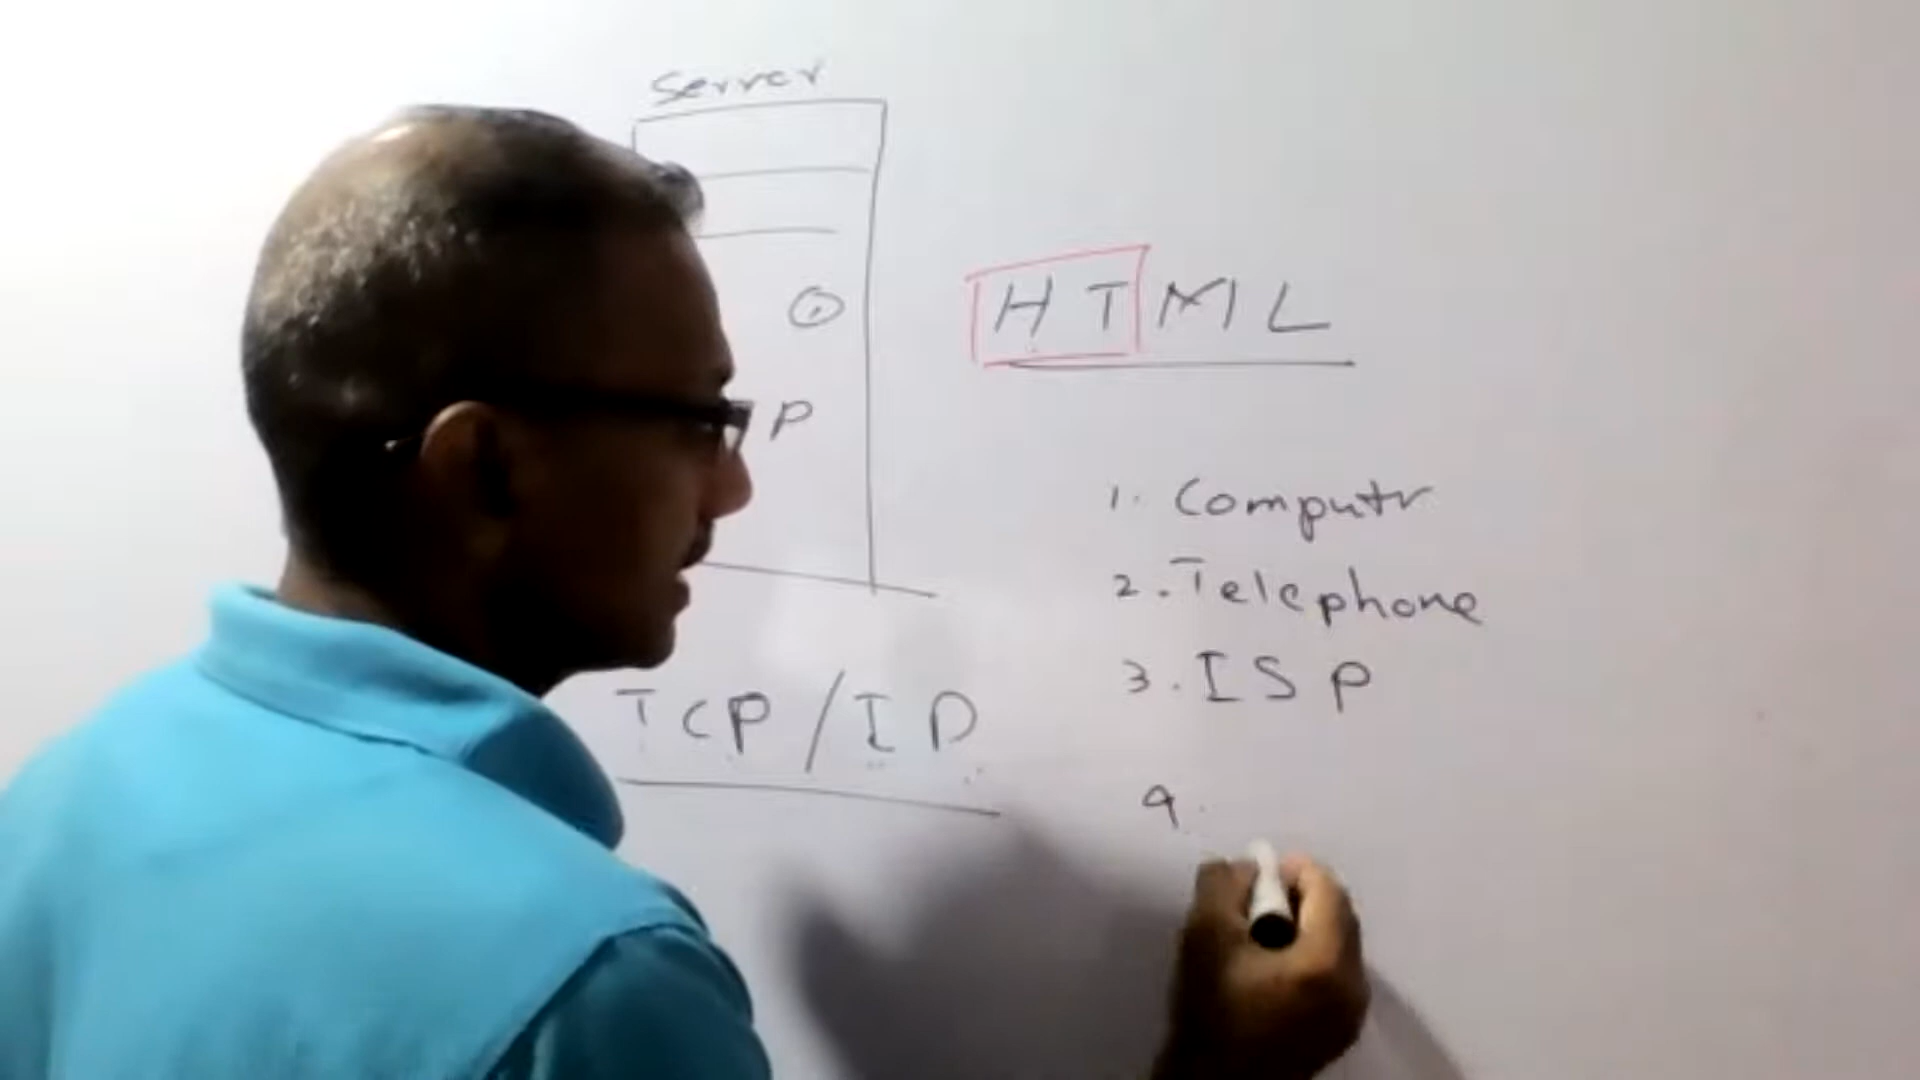 Server
HTML
P
1. Computr
2. Telephone
3. ISP
TCP/IP
4.